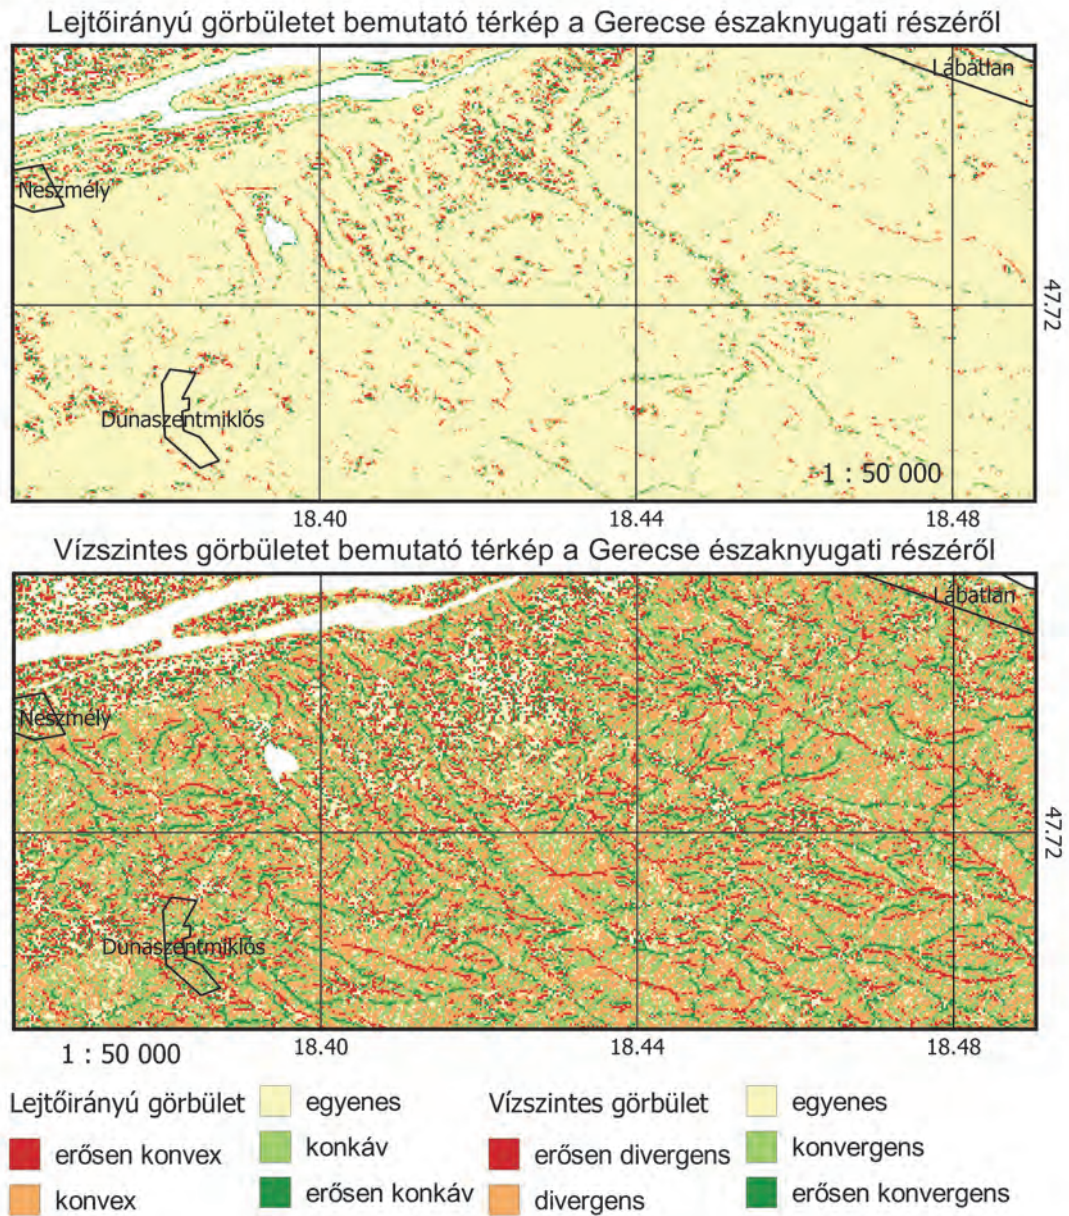 Lejtőirányú görbületet bemutató térkép a Gerecse északnyugati részéről
Lábatlan
Neszmély
47.72
Dunaszentmiklós
1 : 50 000
18.40
18.44
18.48
Vízszintes görbületet bemutató térkép a Gerecse északnyugati részéről
Lábatlan
Neszmély
47.72
Dunaszentmiklós
18.40
18.44
18.48
1 : 50 000
Lejtőirányú görbület
erősen konvex
konvex
egyenes
konkáv
erősen konkáv
Vízszintes görbület
erősen divergens
divergens
egyenes
konvergens
erősen konvergens